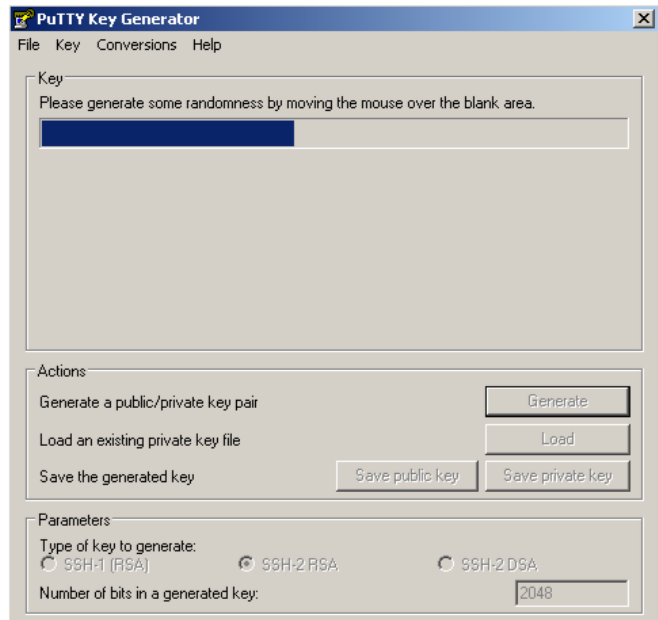 PuTTY Key Generator
File Key Conversions Help
Key
Please generate some randomness by moving the mouse over the blank area.
Actions
Generate a public/private key pair
Generate
Load an existing private key file
Load
Save the generated key
Save public key
Save private key
Parameters
Type of key to generate:
SSH-1 (RSA)
SSH-2 RSA
SSH-2 DSA
Number of bits in a generated key:
2048